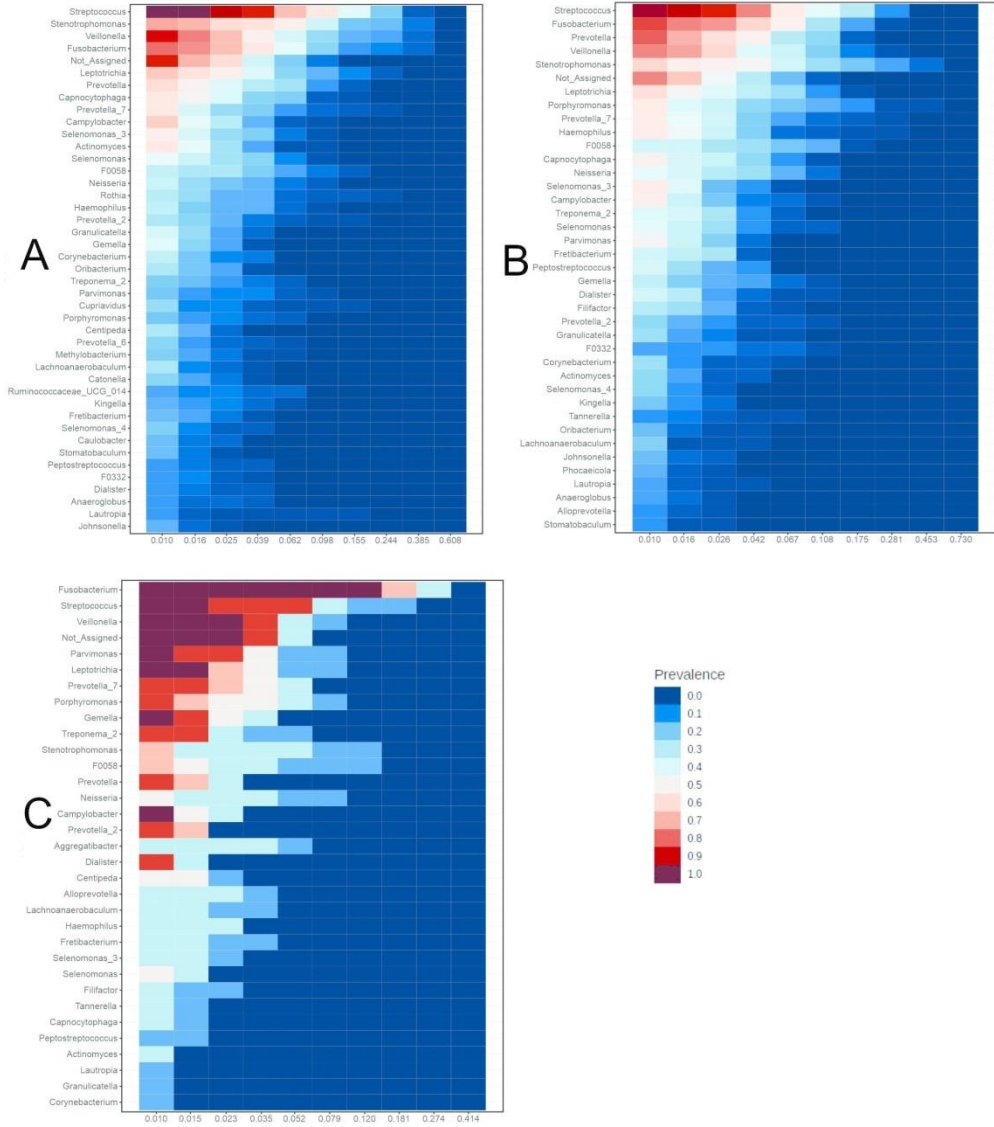 Streptococcus
Stenotrophomonas
Veillonella
Fusobacterium
Not_Assigned
Leptotrichia
Prevotella
Capnocytophaga
Prevotella_7
Campylobacter
Selenomonas_3
Actinomyces
Selenomonas
F0058
Neisseria
Rothia
Haemophilus
Prevotella_2
Granulicatella
Gemella
Corynebacterium
Oribacterium
Treponema_2
Parvimonas
Cupriavidus
Porphyromonas
Centipeda
Prevotella_6
Methylobacterium
Lachnoanaerobaculum
Catonella
Ruminococcaceae_UCG_014
Kingella
Fretibacterium
Selenomonas_4
Caulobacter
Stomatobaculum
Peptostreptococcus
F0332
Dialister
Anaeroglobus
Lautropia
Johnsonella
0.010 0.016 0.025 0.039 0.062 0.098 0.155 0.244 0.385 0.608
A
Streptococcus
Fusobacterium
Prevotella
Veillonella
Stenotrophomonas
Not_Assigned
Leptotrichia
Porphyromonas
Prevotella_7
Haemophilus
F0058
Capnocytophaga
Neisseria
Selenomonas_3
Campylobacter
Treponema_2
Selenomonas
Parvimonas
Fretibacterium
Peptostreptococcus
Gemella
Dialister
Filifactor
Prevotella_2
Granulicatella
F0332
Corynebacterium
Actinomyces
Selenomonas_4
Kingella
Tannerella
Oribacterium
Lachnoanaerobaculum
Johnsonella
Phocaeicola
Lautropia
Anaeroglobus
Alloprevotella
Stomatobaculum
0.010 0.016 0.026 0.042 0.067 0.108 0.175 0.281 0.453 0.730
B
Fusobacterium
Streptococcus
Veillonella
Not_Assigned
Parvimonas
Leptotrichia
Prevotella_7
Porphyromonas
Gemella
Treponema_2
Stenotrophomonas
F0058
Prevotella
Neisseria
Campylobacter
Prevotella_2
Aggregatibacter
Dialister
Centipeda
Alloprevotella
Lachnoanaerobaculum
Haemophilus
Fretibacterium
Selenomonas_3
Selenomonas
Filifactor
Tannerella
Capnocytophaga
Peptostreptococcus
Actinomyces
Lautropia
Granulicatella
Corynebacterium
0.010 0.015 0.023 0.035 0.052 0.079 0.120 0.181 0.274 0.414
C
Prevalence
0.0
0.1
0.2
0.3
0.4
0.5
0.6
0.7
0.8
0.9
1.0